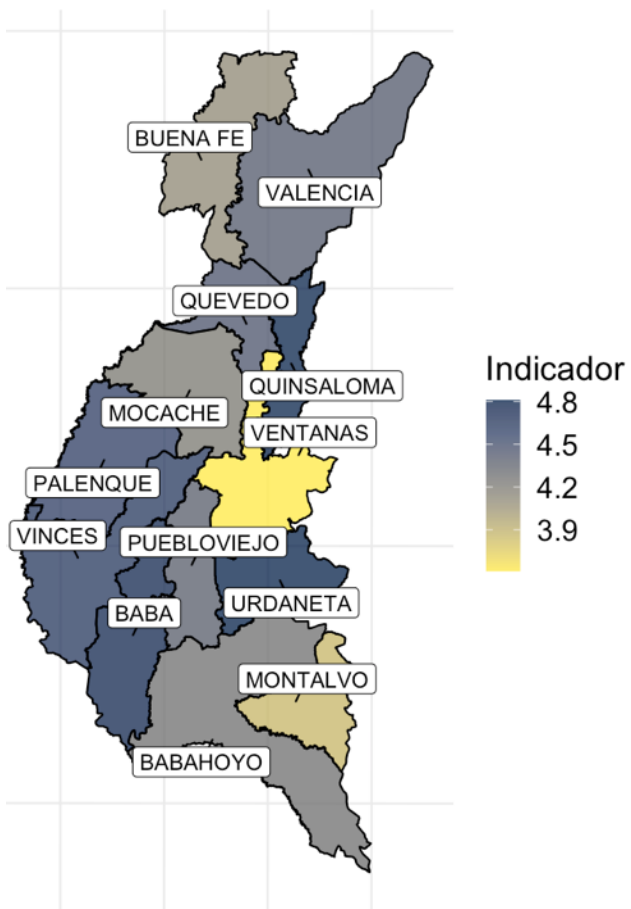 BUENA FE
VALENCIA
QUEVEDO
QUINSALOMA
MOCACHE
VENTANAS
PALENQUE
VINCES
PUEBLOVIEJO
BABA
URDANETA
MONTALVO
BABAHOYO
Indicador
4.8
4.5
4.2
3.9